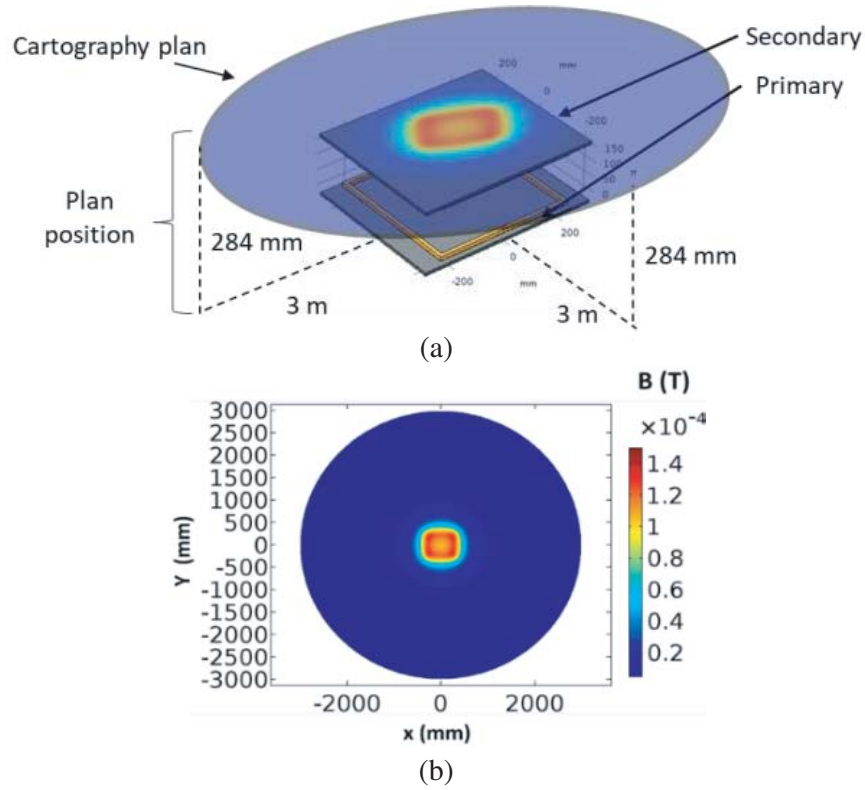 Cartography plan
Secondary
Primary
200
mm
0
-200
150
100
50
0
Plan
position
284 mm
200
0
-200
mm
284 mm
3 m
3 m
(a)
B (T)
×10⁻⁴
3000
2500
2000
1500
1000
500
0
-500
-1000
-1500
-2000
-2500
-3000
Y (mm)
1.4
1.2
1
0.8
0.6
0.4
0.2
-2000 0 2000
x (mm)
(b)